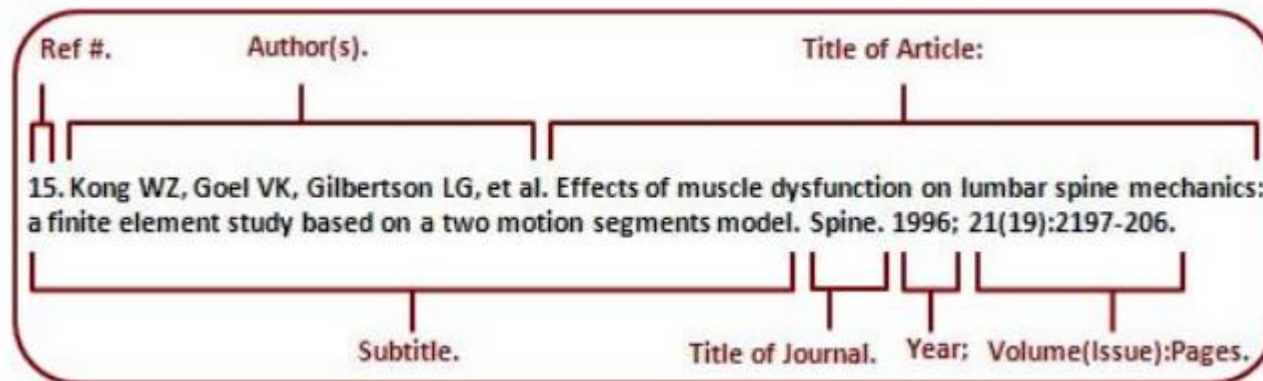 Ref #.
Author(s).
Title of Article:
15. Kong WZ, Goel VK, Gilbertson LG, et al. Effects of muscle dysfunction on lumbar spine mechanics:
a finite element study based on a two motion segments model. Spine. 1996; 21(19):2197-206.
Subtitle.
Title of Journal.
Year;
Volume(Issue):Pages.